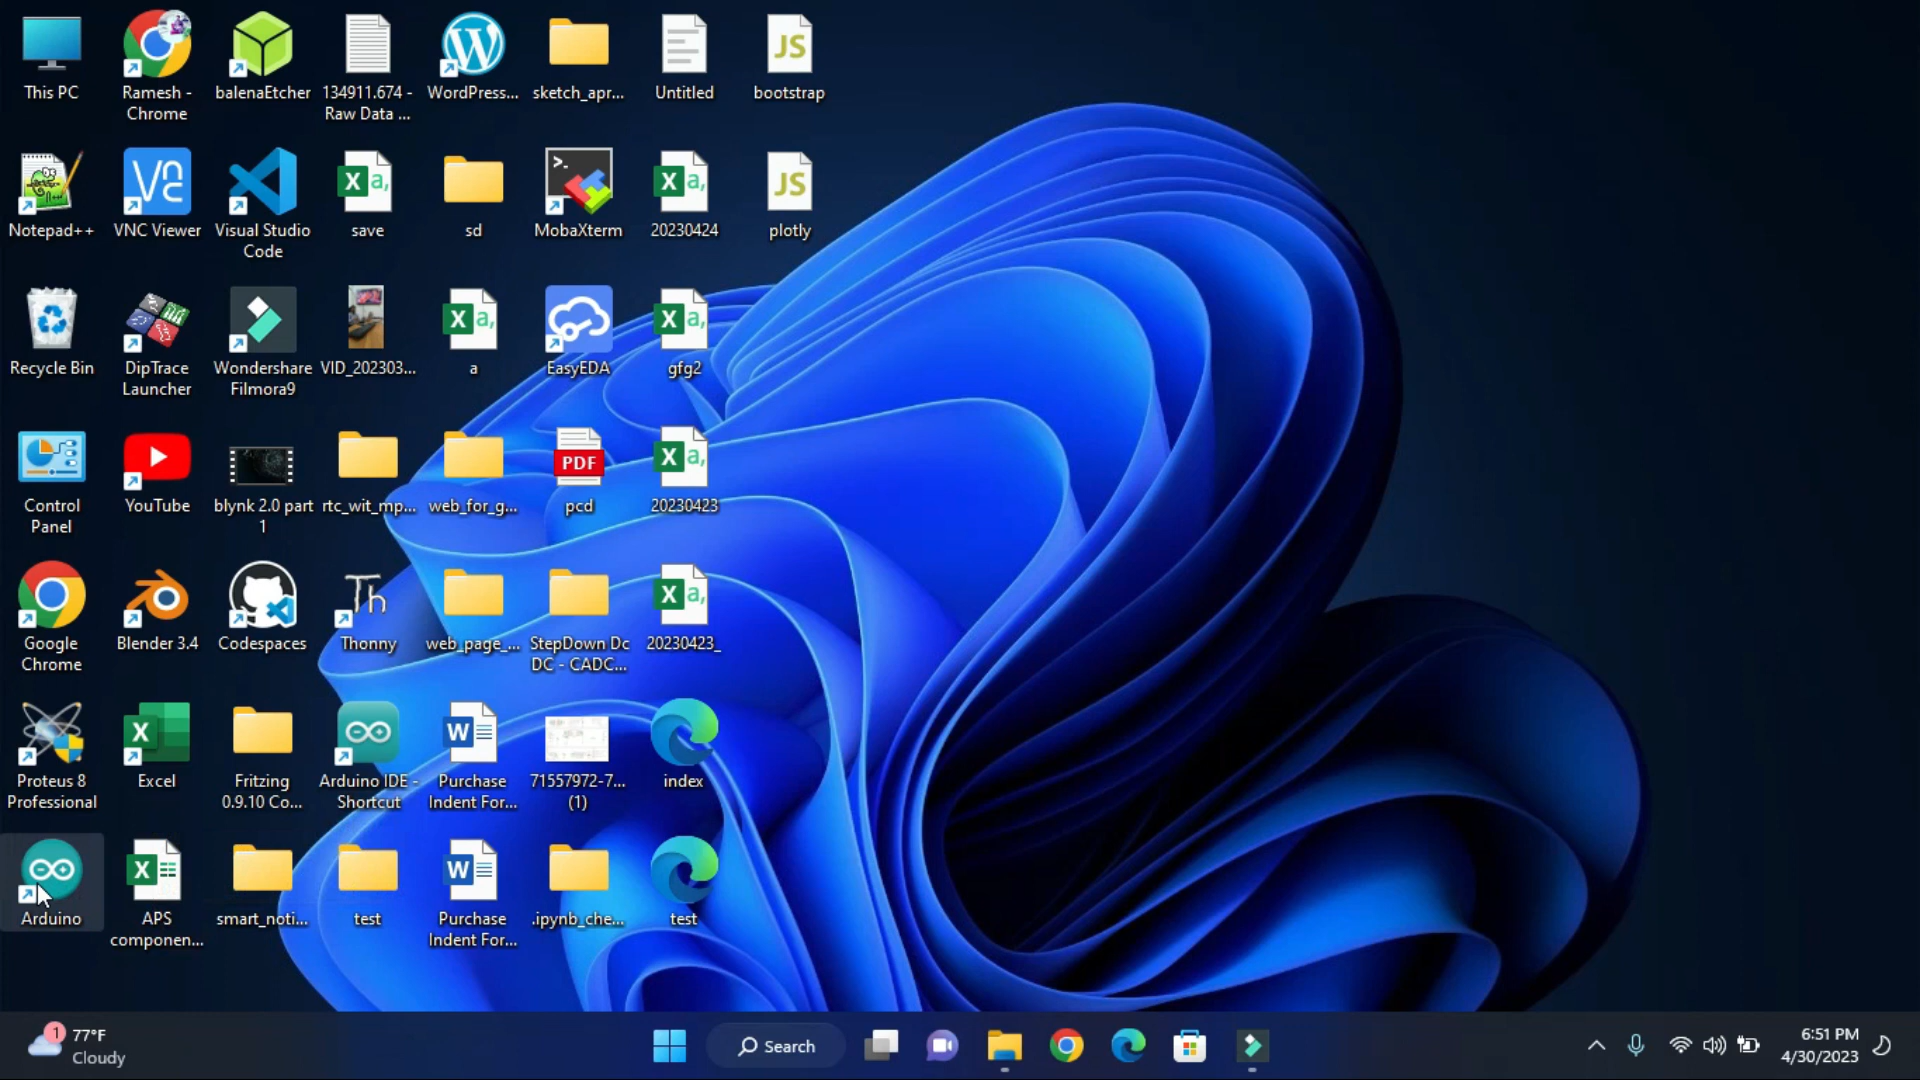 This PC
Ramesh -
Chrome
balenaEtcher
134911.674 -
Raw Data ...
WordPress...
sketch_apr...
Untitled
JS
bootstrap
Notepad++
VNC Viewer
Visual Studio
Code
save
sd
MobaXterm
20230424
JS
plotly
Recycle Bin
DipTrace
Launcher
Wondershare
Filmora9
VID_202303...
a
EasyEDA
gfg2
Control
Panel
YouTube
blynk 2.0 part
1
rtc_wit_mp...
web_for_g...
PDF
pcd
20230423
Google
Chrome
Blender 3.4
Codespaces
Th
Thonny
web_page_...
StepDown Dc
DC - CADC...
20230423_
Proteus 8
Professional
Excel
Fritzing
0.9.10 Co...
Arduino IDE -
Shortcut
Purchase
Indent For...
71557972-7...
(1)
index
Arduino
APS
componen...
smart_noti...
test
Purchase
Indent For...
.ipynb_che...
test
1
77°F
Cloudy
Search
6:51 PM
4/30/2023